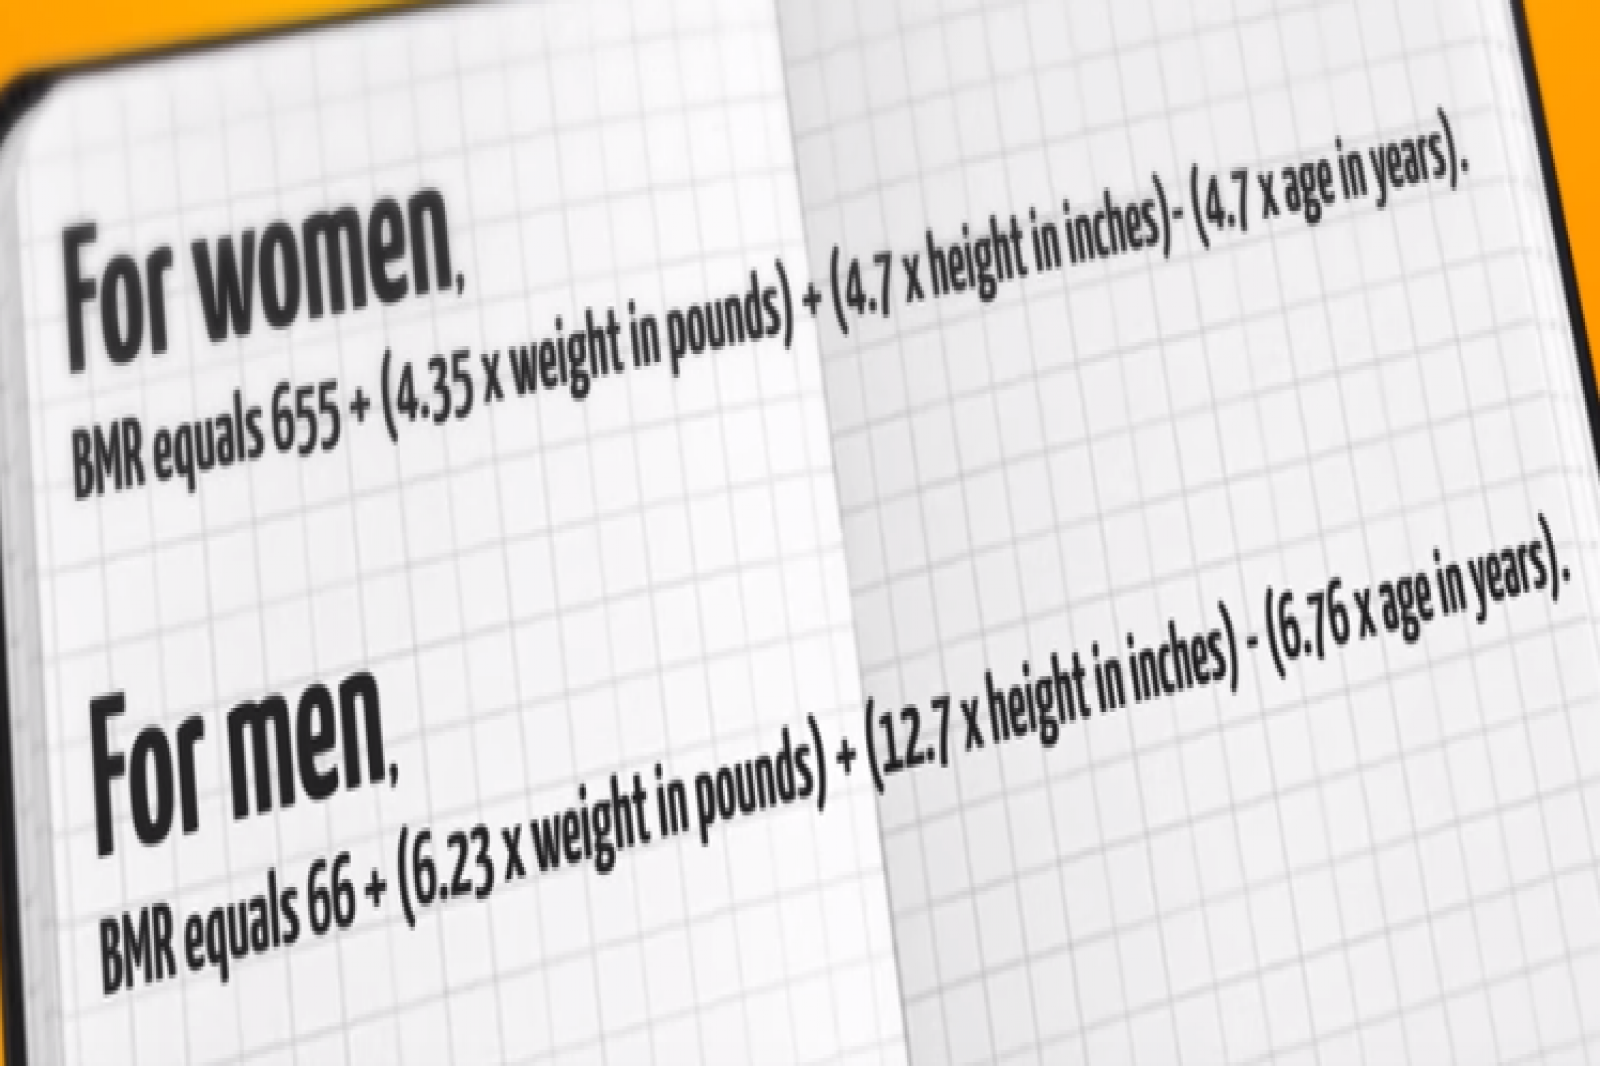 For women,
BMR equals 655 + (4.35 x weight in pounds) + (4.7 x height in inches)- (4.7 x age in years).
For men,
BMR equals 66 + (6.23 x weight in pounds) + (12.7 x height in inches) - (6.76 x age in years).